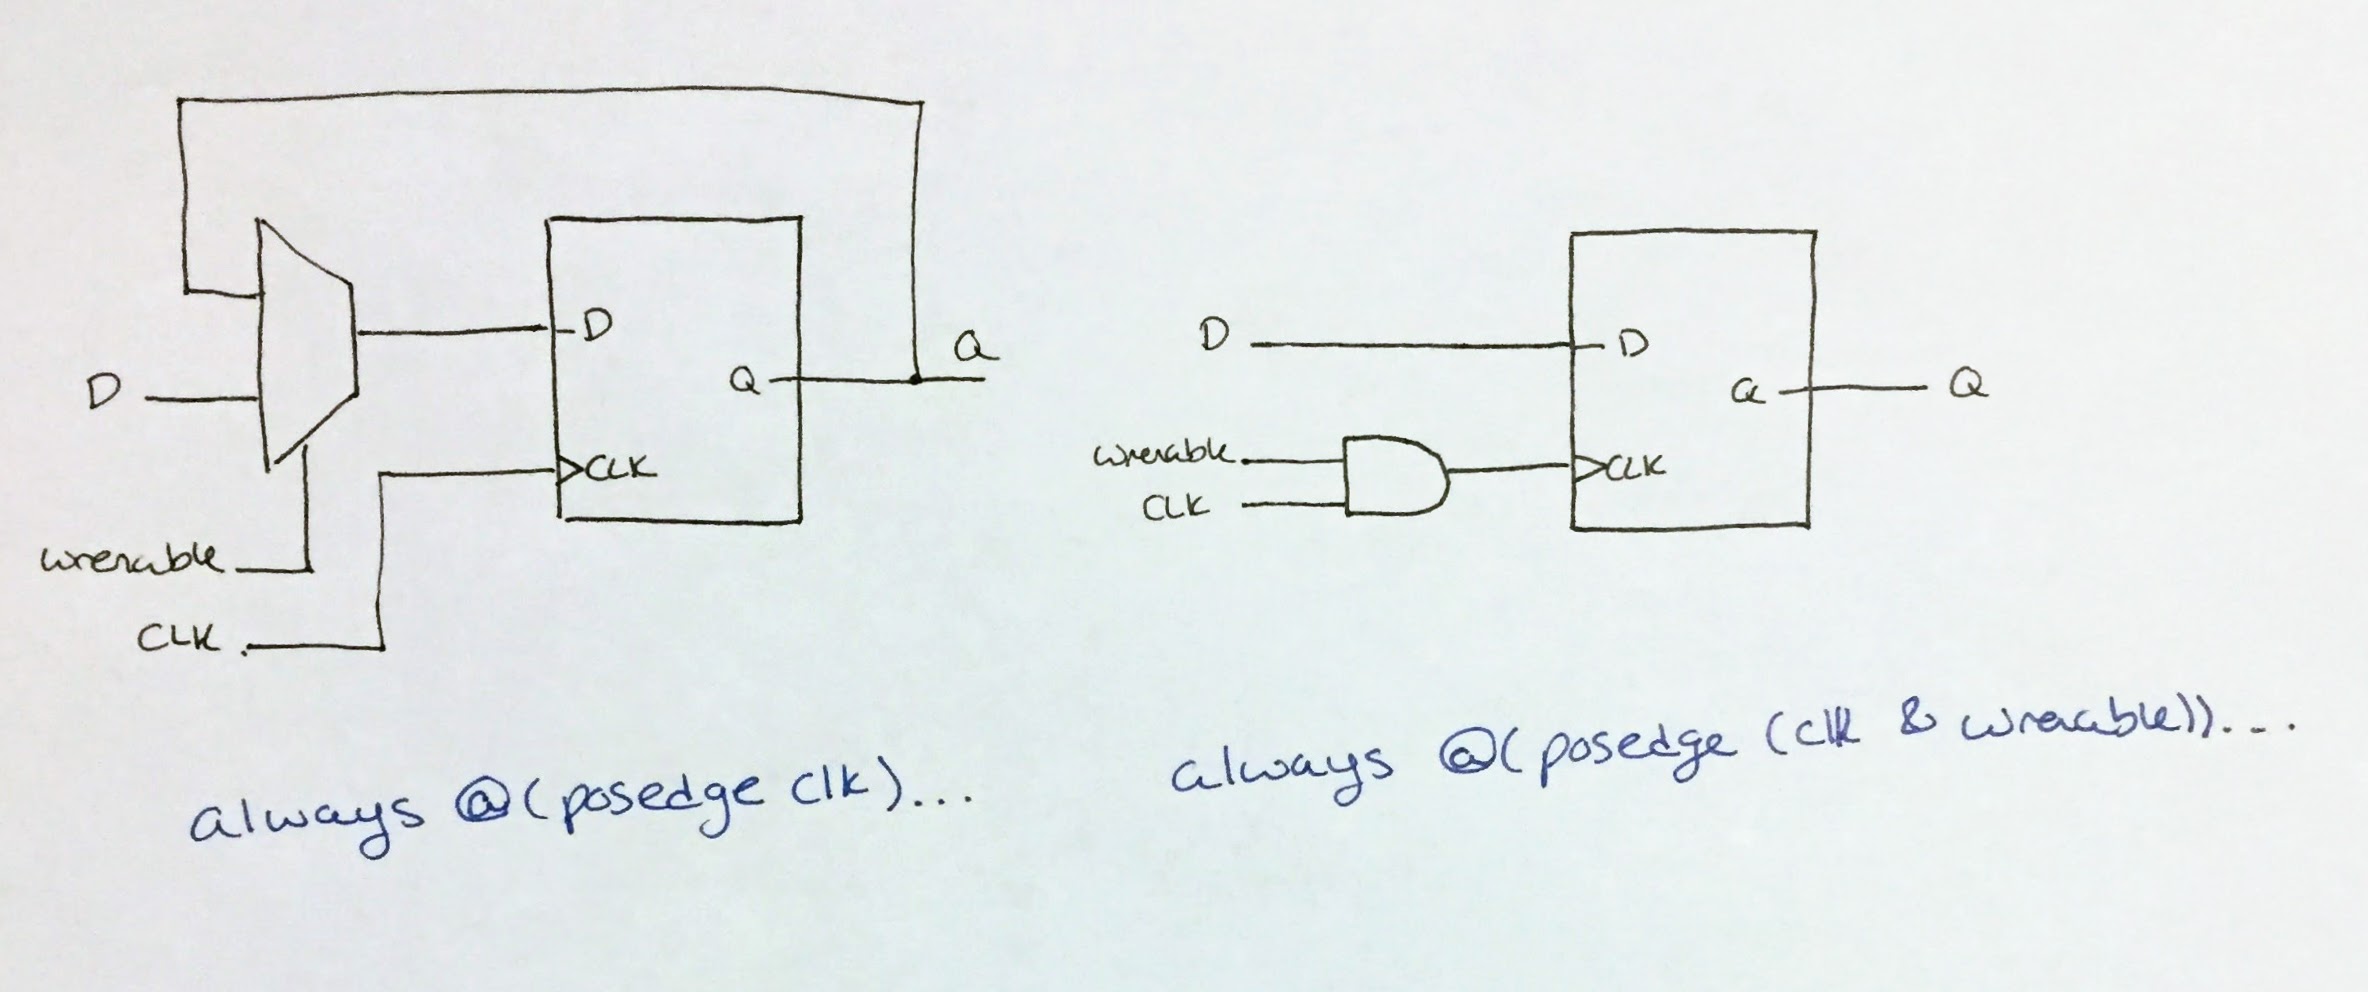 D
wrenable
CLK
D
Q
CLK
Q
D
wrenable
CLK
D
Q
CLK
Q
always @(posedge clk)...
always @(posedge (clk & wrenable))...